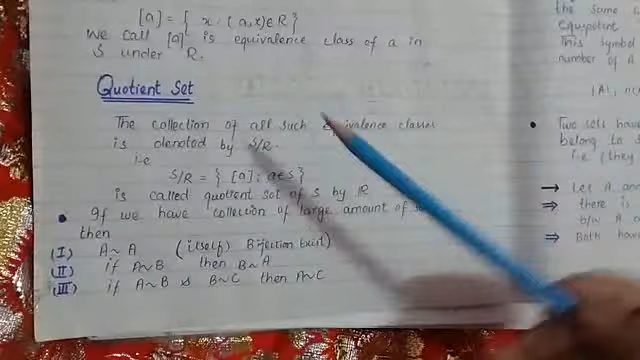 [a] = { x : (a,x) ∈ R}
We call [a] is equivalence class of a in
S under R.
Quotient Set
The collection of all such equivalence classes
is denoted by S/R.
i.e
S/R = { [a] : a ∈ S }
is called quotient set of S by R
• If we have collection of large amount of
then
(I) A ~ A (itself) Bijection exist)
(II) if A~B then B~A
(III) if A~B & B~C then A~C
the same
Equipotent
This symbol
number of A
|A|, n(
• Two sets have
belong to
i.e (they
→ Let A and
⇒ there is
b/w A
⇒ Both have